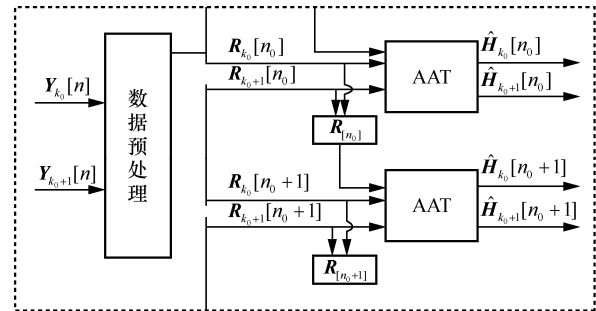 R_{k_0}[n_0]
Ĥ_{k_0}[n_0]
AAT
Y_{k_0}[n]
R_{k_0+1}[n_0]
Ĥ_{k_0+1}[n_0]
数据预处理
R_{[n_0]}
Y_{k_0+1}[n]
R_{k_0}[n_0+1]
Ĥ_{k_0}[n_0+1]
AAT
R_{k_0+1}[n_0+1]
Ĥ_{k_0+1}[n_0+1]
R_{[n_0+1]}